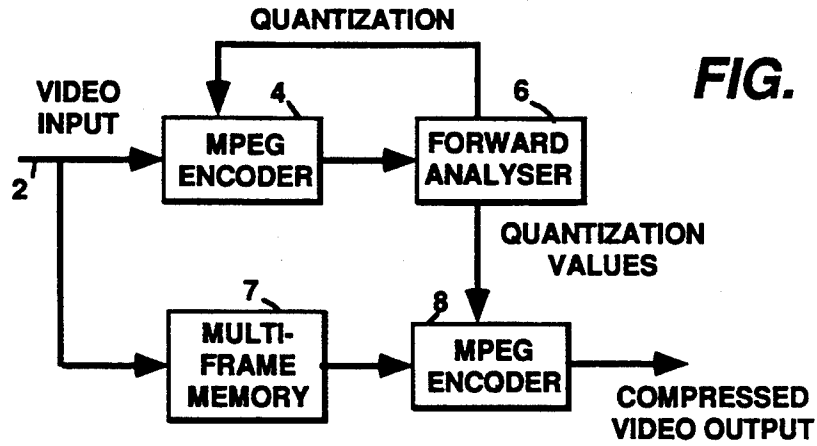 QUANTIZATION
FIG.
VIDEO
INPUT
4
6
MPEG
ENCODER
FORWARD
ANALYSER
2
QUANTIZATION
VALUES
7
8
MULTI-
FRAME
MEMORY
MPEG
ENCODER
COMPRESSED
VIDEO OUTPUT